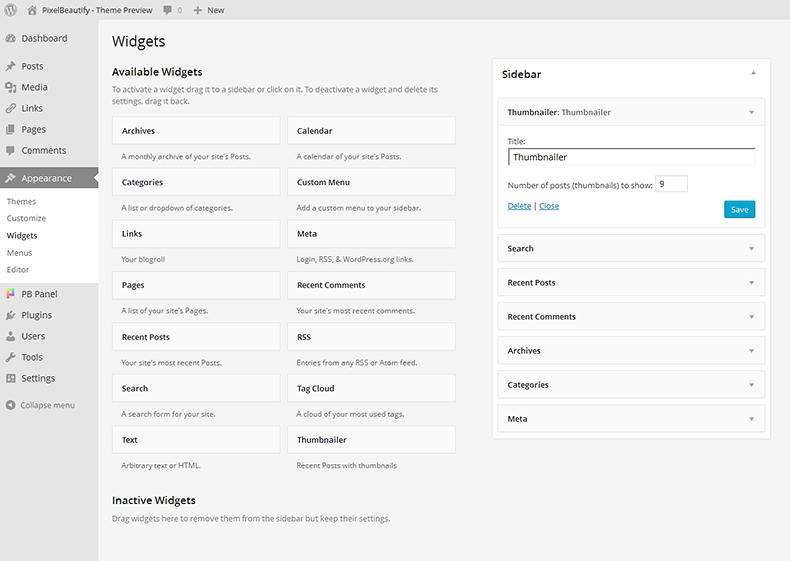 PixelBeautify - Theme Preview 0 New
Dashboard
Posts
Media
Links
Pages
Comments
Appearance
Themes
Customize
Widgets
Menus
Editor
PB Panel
Plugins
Users
Tools
Settings
Collapse menu
Widgets
Available Widgets
To activate a widget drag it to a sidebar or click on it. To deactivate a widget and delete its
settings, drag it back.
Archives
A monthly archive of your site's Posts.
Calendar
A calendar of your site's Posts.
Categories
A list or dropdown of categories.
Custom Menu
Add a custom menu to your sidebar.
Links
Your blogroll
Meta
Login, RSS, & WordPress.org links.
Pages
A list of your site's Pages.
Recent Comments
Your site's most recent comments.
Recent Posts
Your site's most recent Posts.
RSS
Entries from any RSS or Atom feed.
Search
A search form for your site.
Tag Cloud
A cloud of your most used tags.
Text
Arbitrary text or HTML.
Thumbnailer
Recent Posts with thumbnails
Inactive Widgets
Drag widgets here to remove them from the sidebar but keep their settings.
Sidebar
Thumbnailer: Thumbnailer
Title:
Thumbnailer
Number of posts (thumbnails) to show: 9
Delete | Close
Save
Search
Recent Posts
Recent Comments
Archives
Categories
Meta